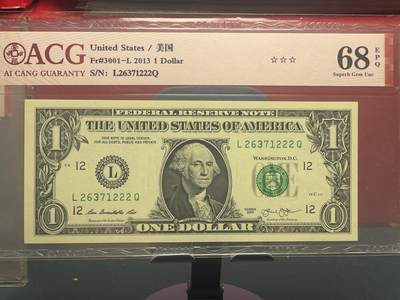 ACG
AI CANG GUARANTY
United States / 美国
Fr#3001-L 2013 1 Dollar
S/N: L26371222Q
☆☆☆
68 EPQ
Superb Gem Unc
FEDERAL RESERVE NOTE
THE UNITED STATES OF AMERICA
THIS NOTE IS LEGAL TENDER
FOR ALL DEBTS, PUBLIC AND PRIVATE
L 26371222 Q
WASHINGTON, D.C.
1
1
12
12
L
L 26371222 Q
12
12
SERIES
2013
1
1
ONE DOLLAR